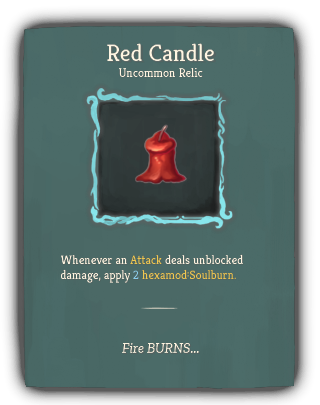 Red Candle
Uncommon Relic
Whenever an Attack deals unblocked
damage, apply 2 hexamod:Soulburn.
Fire BURNS...